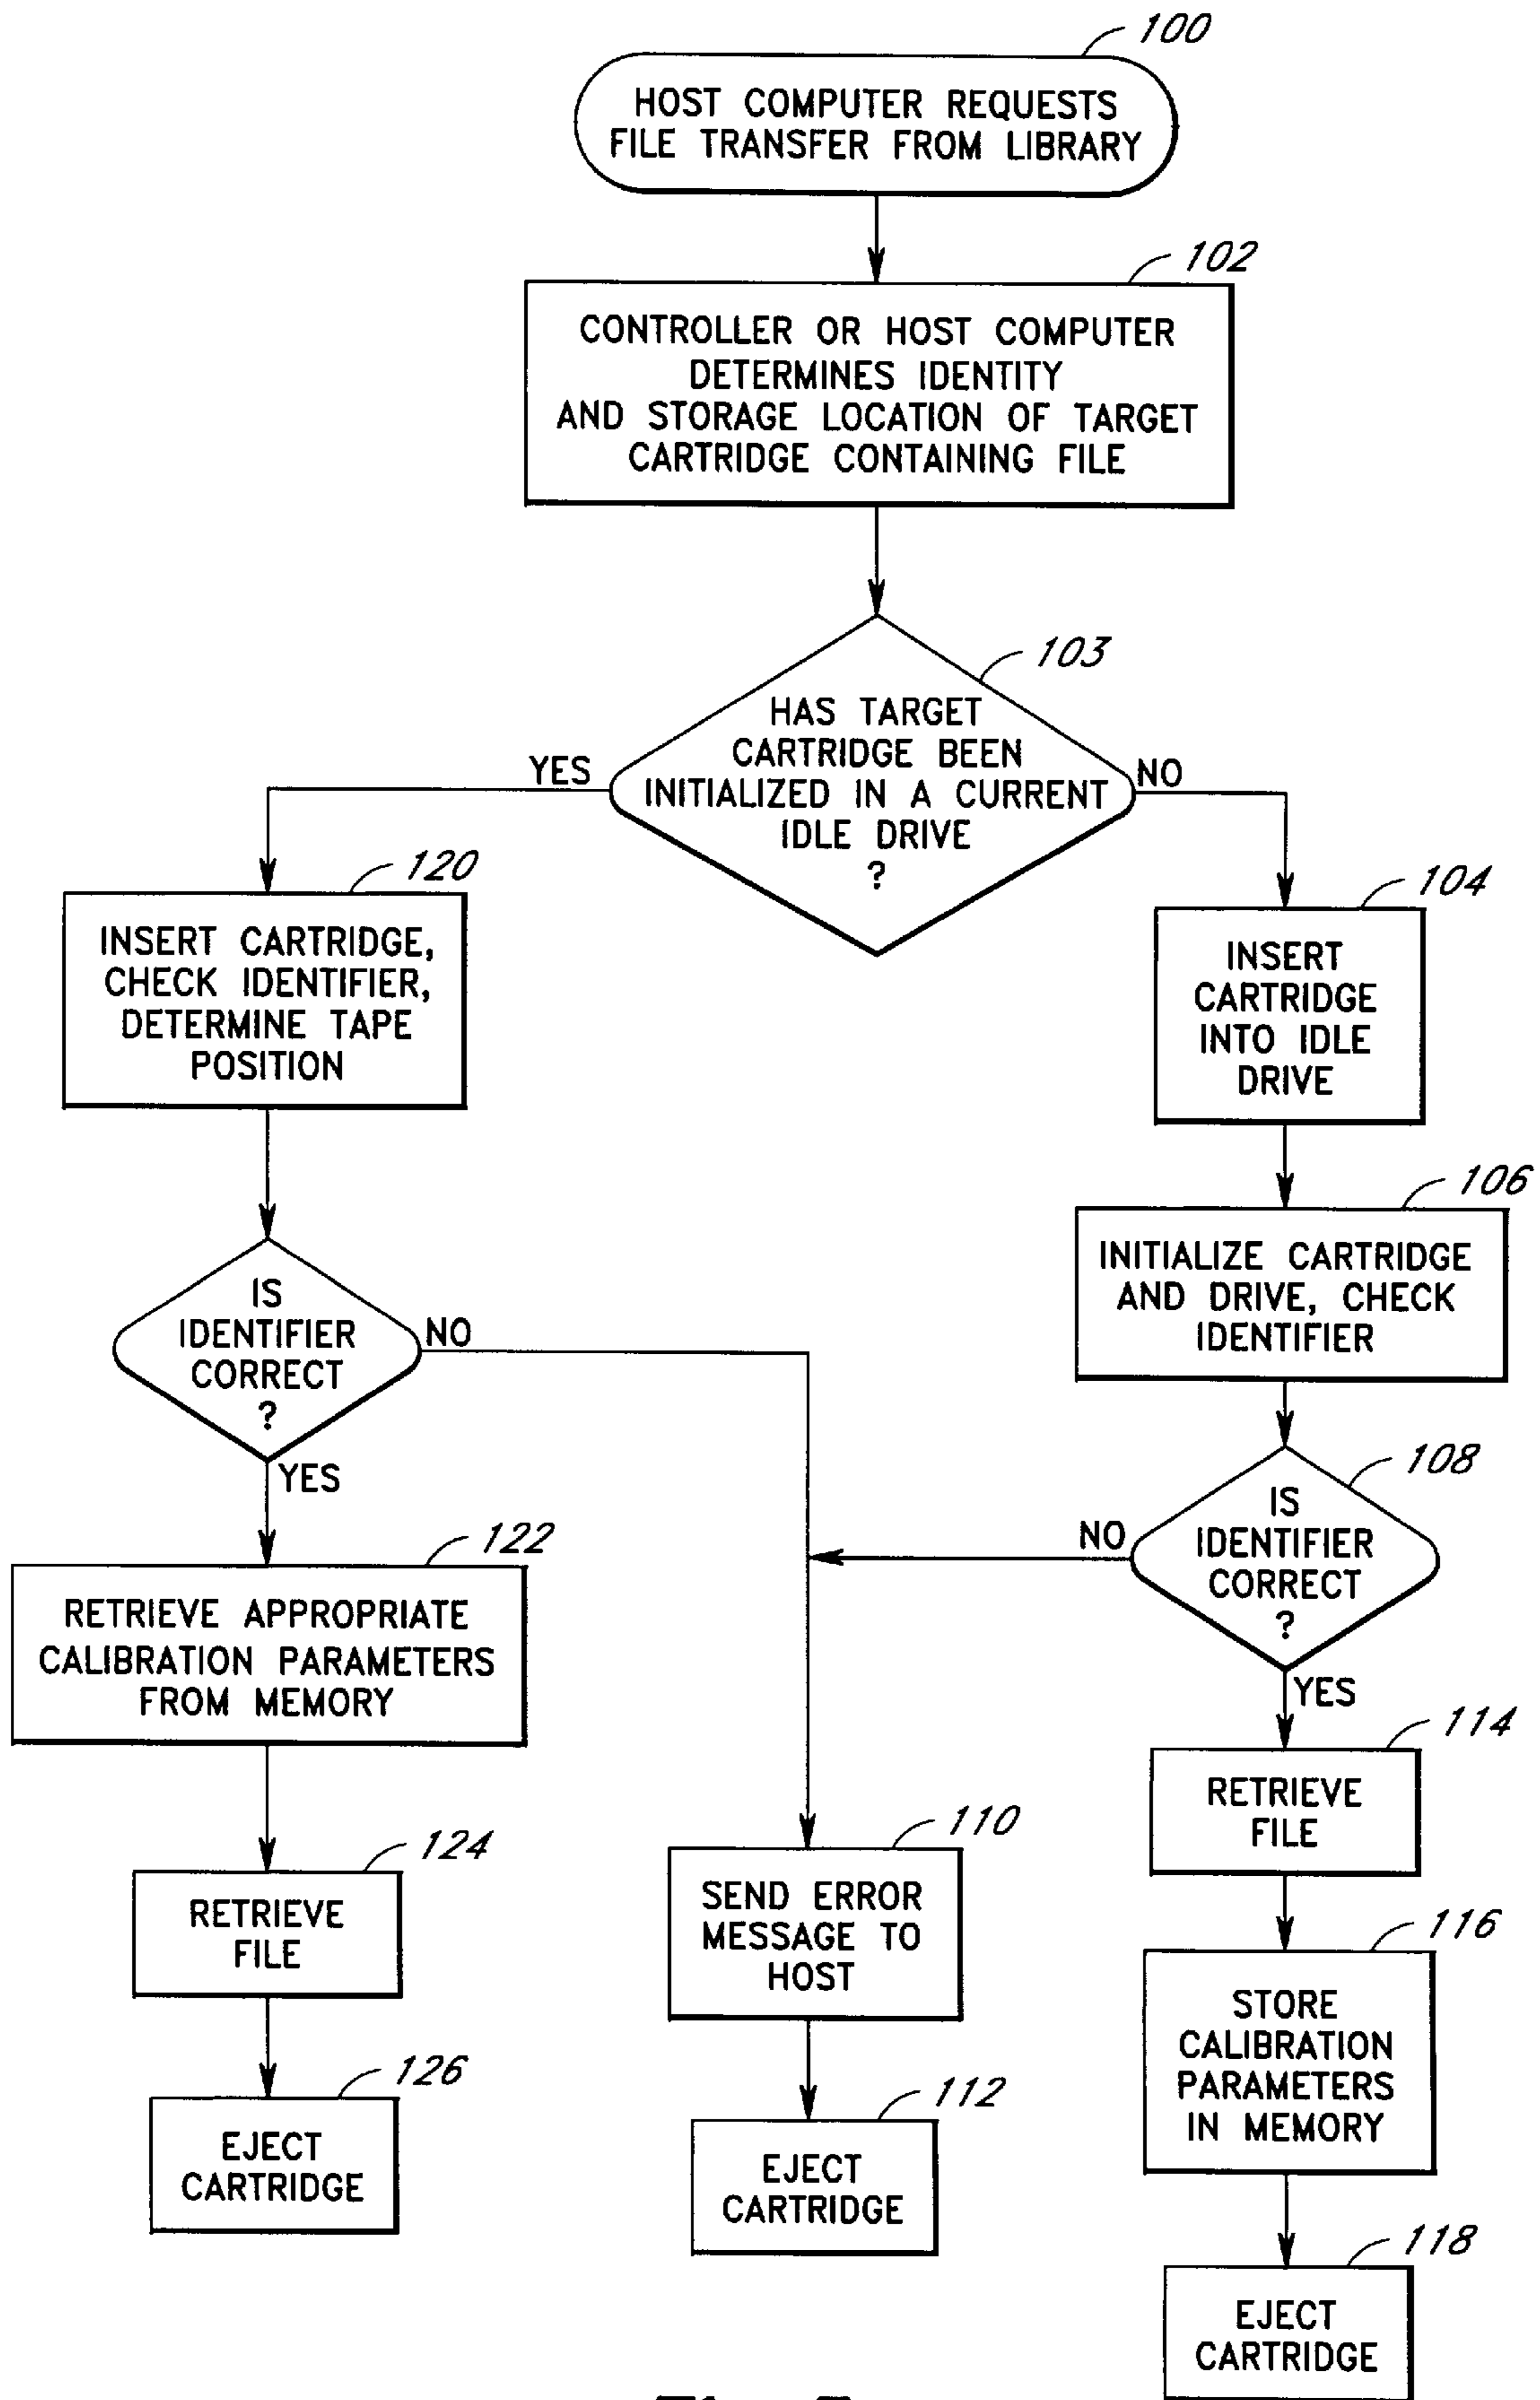 100
HOST COMPUTER REQUESTS
FILE TRANSFER FROM LIBRARY
102
CONTROLLER OR HOST COMPUTER
DETERMINES IDENTITY
AND STORAGE LOCATION OF TARGET
CARTRIDGE CONTAINING FILE
103
HAS TARGET
CARTRIDGE BEEN
INITIALIZED IN A CURRENT
IDLE DRIVE
?
YES
NO
120
INSERT CARTRIDGE,
CHECK IDENTIFIER,
DETERMINE TAPE
POSITION
104
INSERT
CARTRIDGE
INTO IDLE
DRIVE
106
INITIALIZE CARTRIDGE
AND DRIVE, CHECK
IDENTIFIER
IS
IDENTIFIER
CORRECT
?
NO
YES
108
IS
IDENTIFIER
CORRECT
?
NO
YES
122
RETRIEVE APPROPRIATE
CALIBRATION PARAMETERS
FROM MEMORY
114
RETRIEVE
FILE
124
RETRIEVE
FILE
110
SEND ERROR
MESSAGE TO
HOST
116
STORE
CALIBRATION
PARAMETERS
IN MEMORY
126
EJECT
CARTRIDGE
112
EJECT
CARTRIDGE
118
EJECT
CARTRIDGE